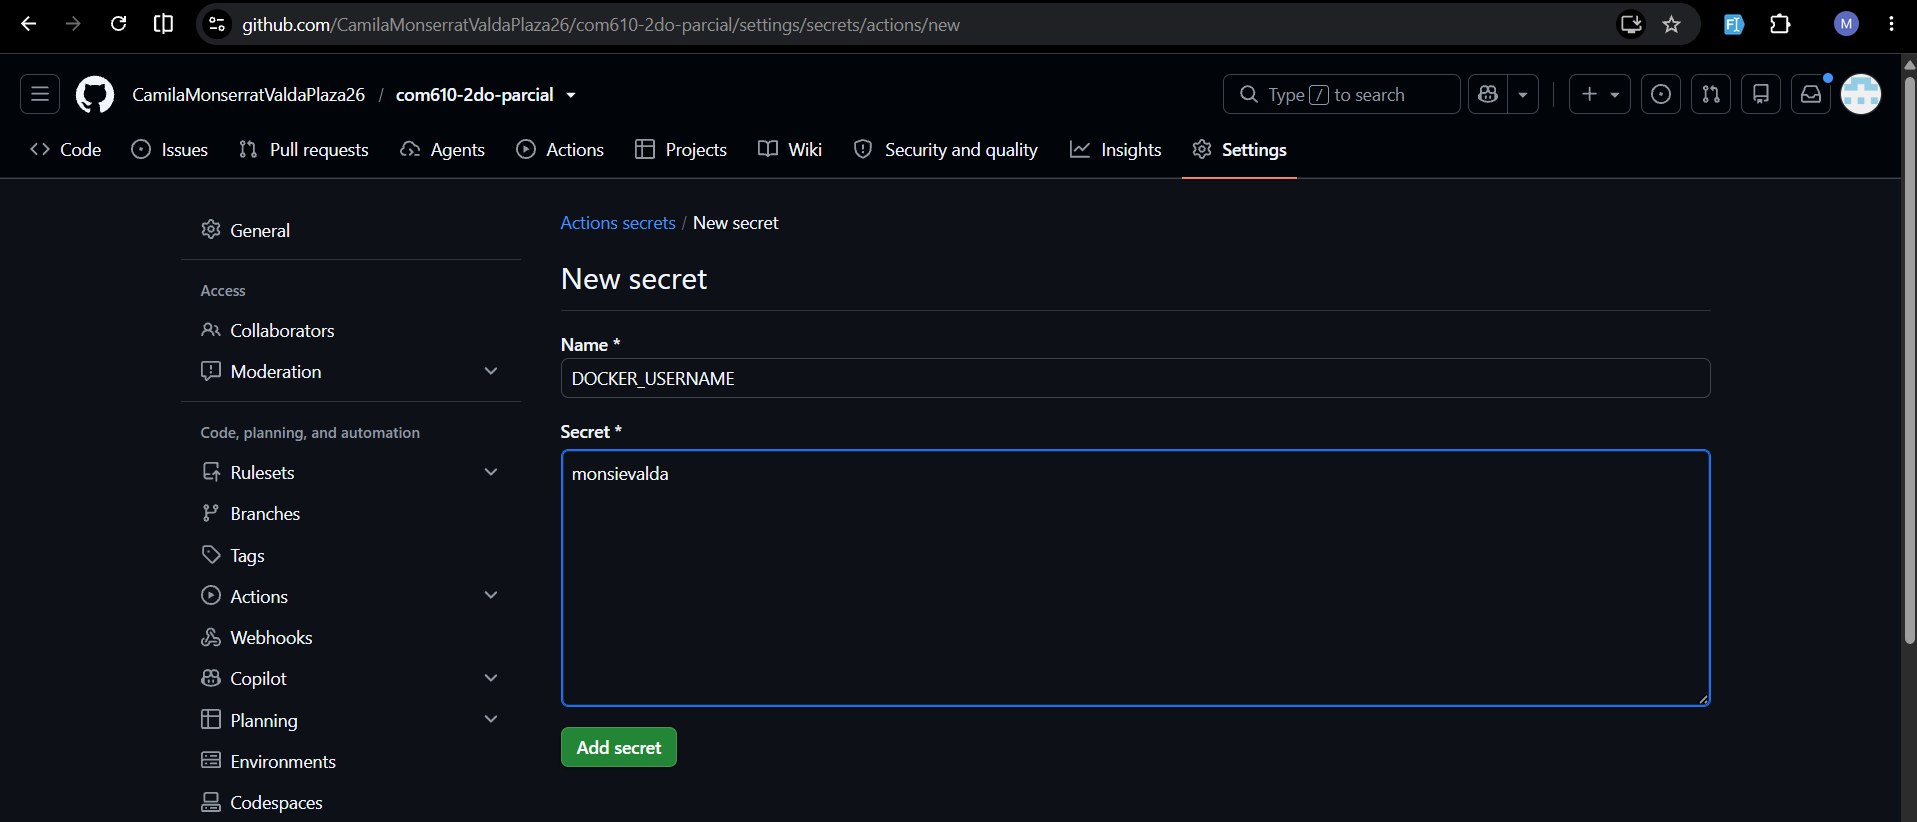 github.com/CamilaMonserratValdaPlaza26/com610-2do-parcial/settings/secrets/actions/new
M
CamilaMonserratValdaPlaza26 / com610-2do-parcial
Type / to search
Code
Issues
Pull requests
Agents
Actions
Projects
Wiki
Security and quality
Insights
Settings
General
Access
Collaborators
Moderation
Code, planning, and automation
Rulesets
Branches
Tags
Actions
Webhooks
Copilot
Planning
Environments
Codespaces
Actions secrets / New secret
New secret
Name *
DOCKER_USERNAME
Secret *
monsievalda
Add secret